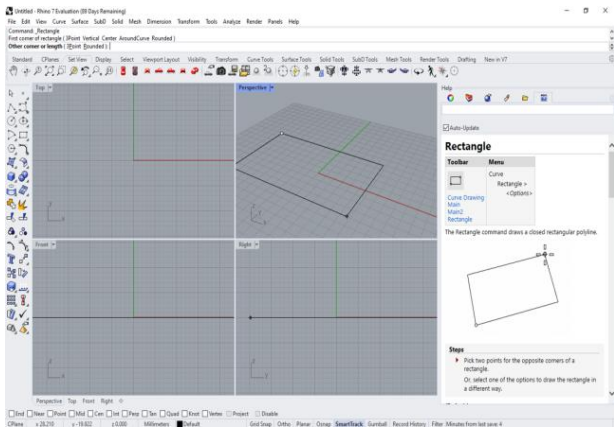 Untitled - Rhino 7 Evaluation (89 Days Remaining)
File Edit View Curve Surface SubD Solid Mesh Dimension Transform Tools Analyze Render Panels Help
Command: _Rectangle
First corner of rectangle ( 3Point Vertical Center AroundCurve Rounded )
Other corner or length ( 3Point Rounded ):
Standard CPlanes Set View Display Select Viewport Layout Visibility Transform Curve Tools Surface Tools Solid Tools SubD Tools Mesh Tools Render Tools Drafting New in V7
Top
Perspective
Help
Auto-Update
Rectangle
Toolbar Menu
Curve
Rectangle >
<Options>
Curve Drawing
Main
Main2
Rectangle
The Rectangle command draws a closed rectangular polyline.
Front
Right
Steps
Pick two points for the opposite corners of a
rectangle.
Or, select one of the options to draw the rectangle in
a different way.
Perspective Top Front Right
End Near Point Mid Cen Int Perp Tan Quad Knot Vertex Project Disable
CPlane x 28.210 y -19.822 z 0.000 Millimeters Default Grid Snap Ortho Planar Osnap SmartTrack Gumball Record History Filter Minutes from last save: 4